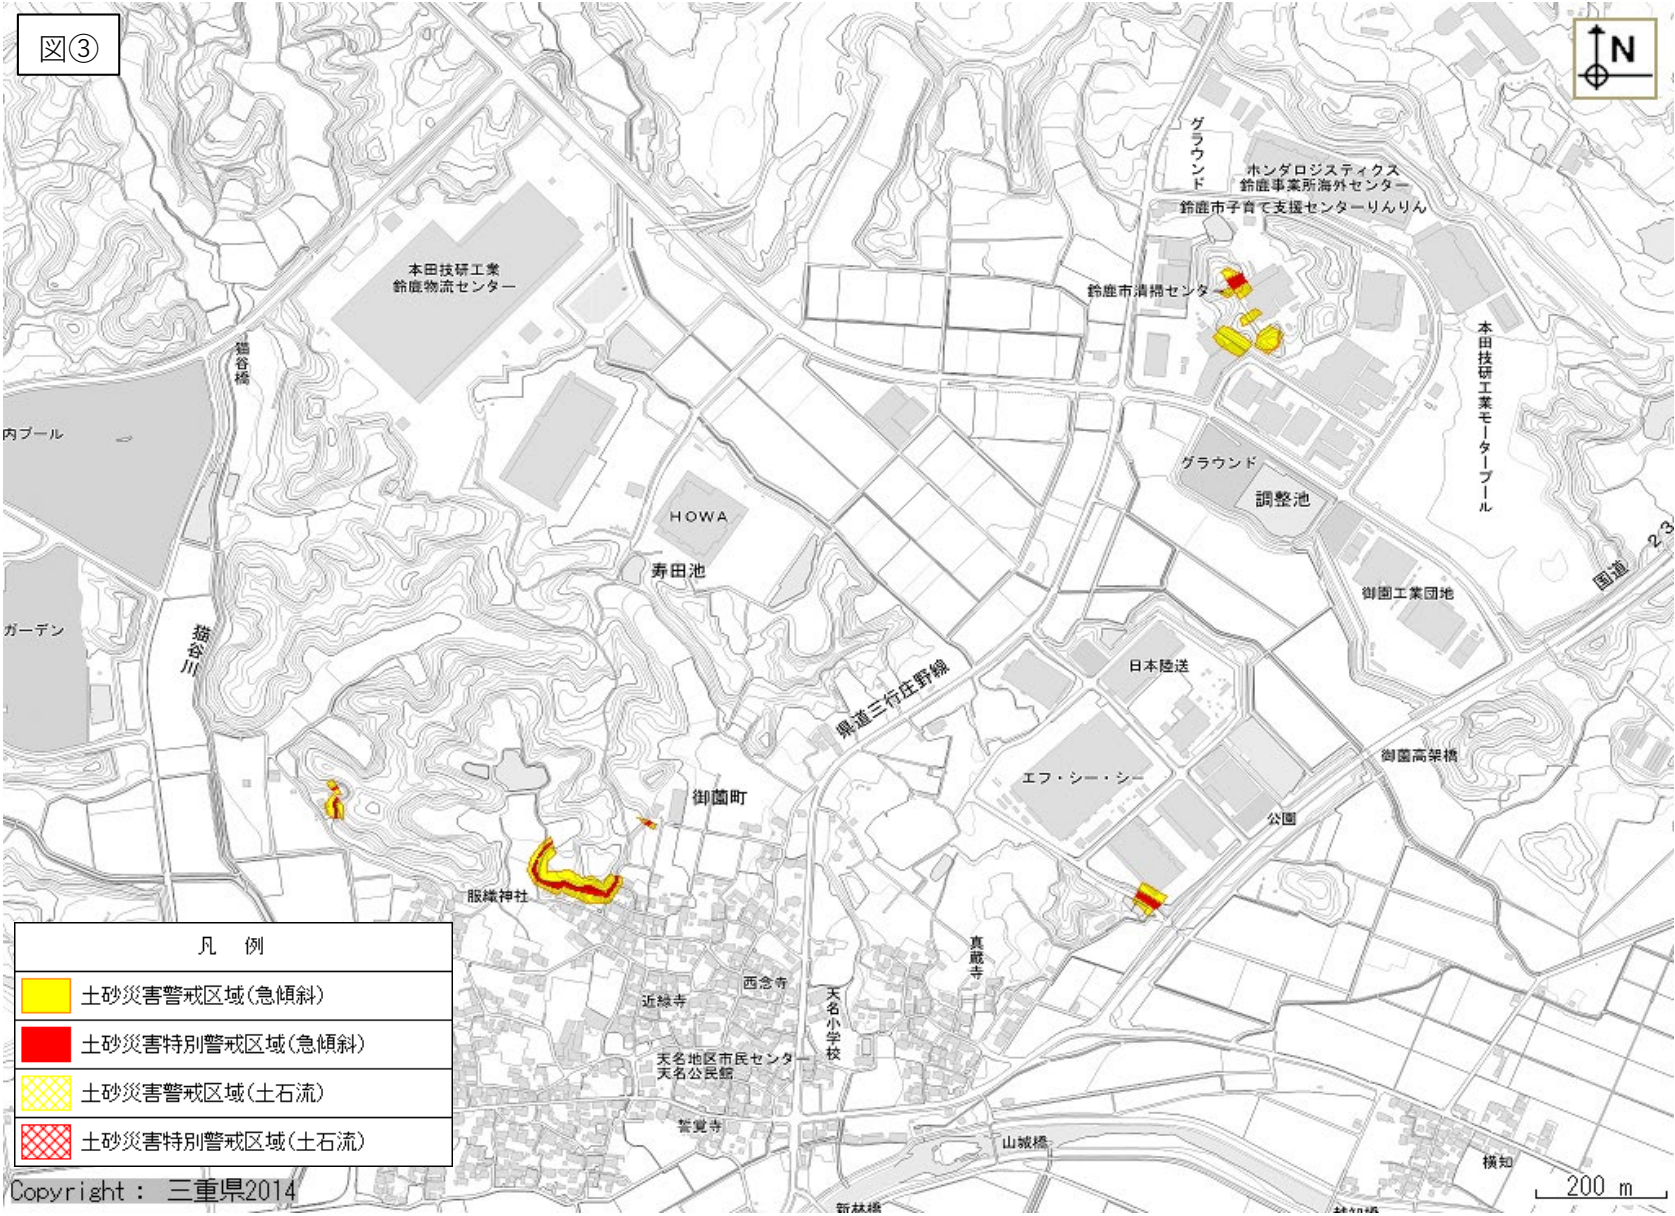 図③
N
グラウンド
ホンダロジスティクス
鈴鹿事業所海外センター
鈴鹿市子育て支援センターりんりん
本田技研工業
鈴鹿物流センター
鈴鹿市清掃センター
猫谷橋
本田技研工業モータープール
内プール
グラウンド
調整池
HOWA
寿田池
国道
23
御園工業団地
ガーデン
猫谷川
日本陸送
県道三行庄野線
御薗高架橋
エフ・シー・シー
御薗町
公園
服織神社
真蔵寺
西念寺
近緑寺
天名小学校
天名地区市民センター
天名公民館
誓覚寺
山城橋
横知
新林橋
凡 例
土砂災害警戒区域(急傾斜)
土砂災害特別警戒区域(急傾斜)
土砂災害警戒区域(土石流)
土砂災害特別警戒区域(土石流)
Copyright : 三重県2014
200 m